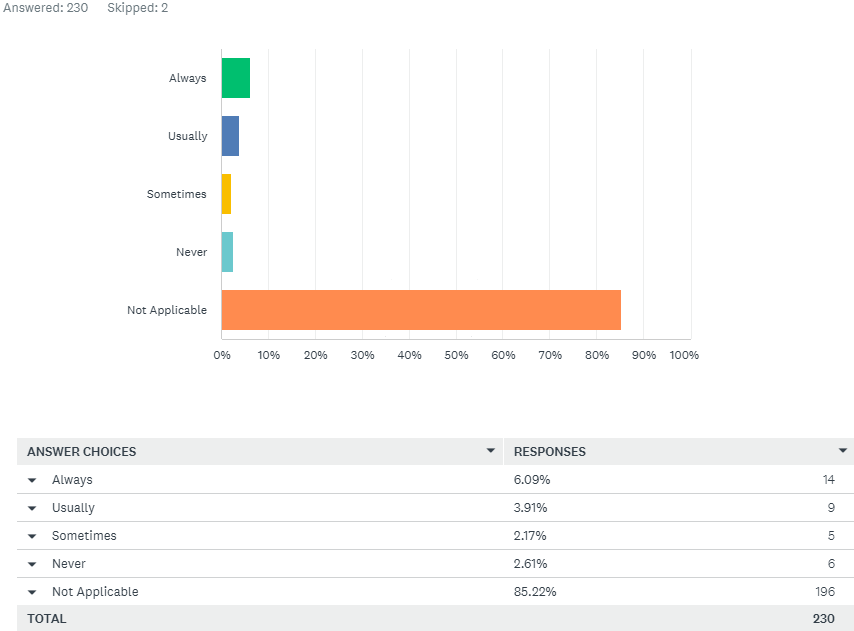 Answered: 230 Skipped: 2
Always
Usually
Sometimes
Never
Not Applicable
0% 10% 20% 30% 40% 50% 60% 70% 80% 90% 100%
ANSWER CHOICES RESPONSES
Always 6.09% 14
Usually 3.91% 9
Sometimes 2.17% 5
Never 2.61% 6
Not Applicable 85.22% 196
TOTAL 230